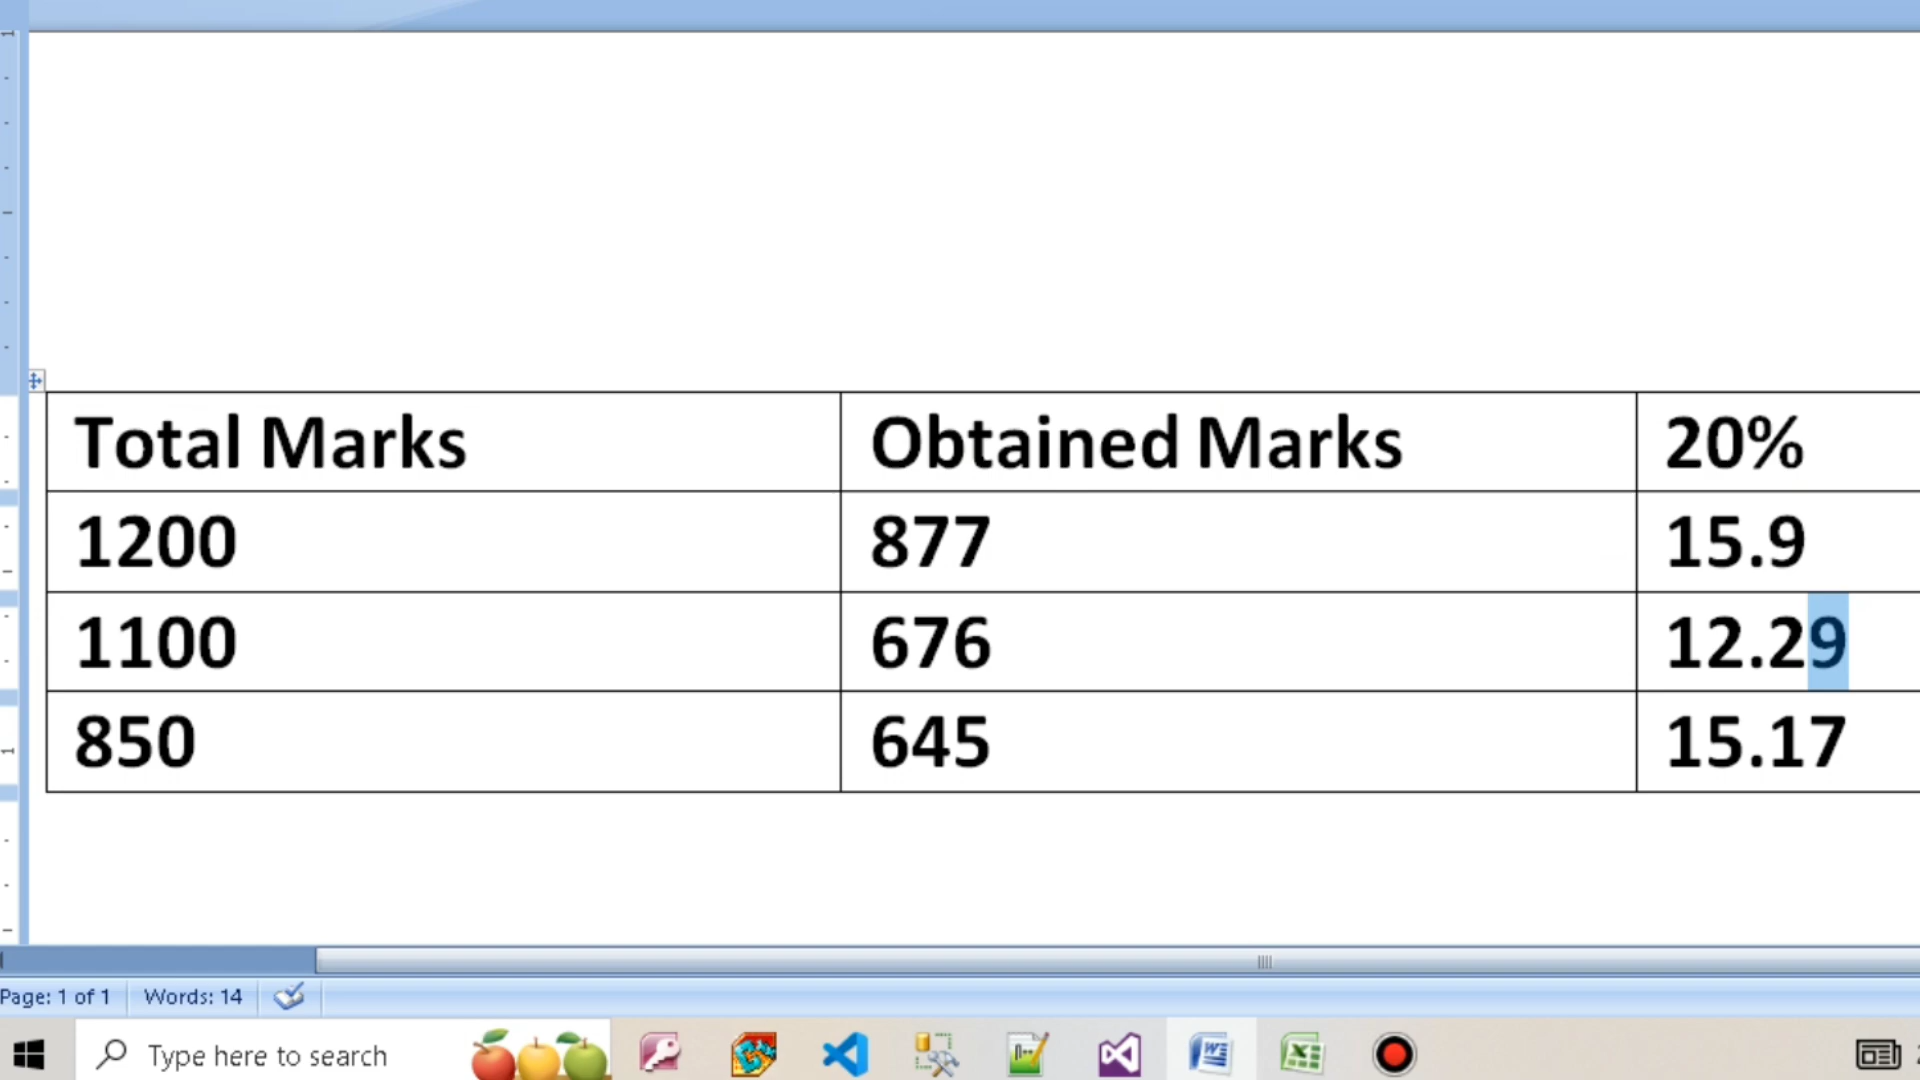 Total Marks Obtained Marks 20%
1200 877 15.9
1100 676 12.29
850 645 15.17
Page: 1 of 1 Words: 14
Type here to search